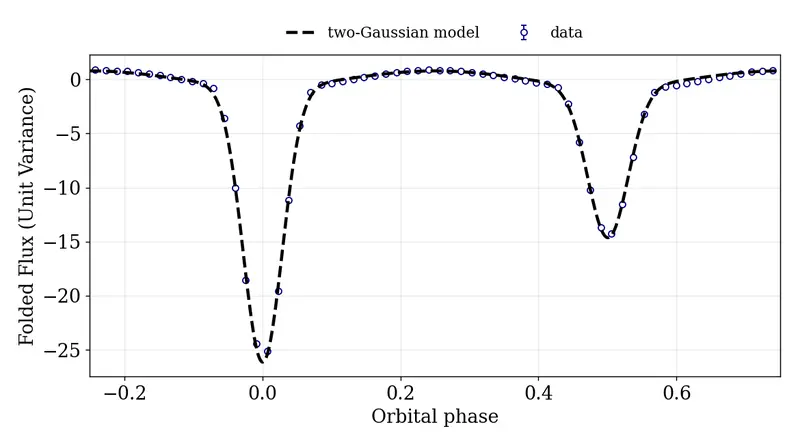 two-Gaussian model
data
Folded Flux (Unit Variance)
0
−5
−10
−15
−20
−25
−0.2
0.0
0.2
0.4
0.6
Orbital phase